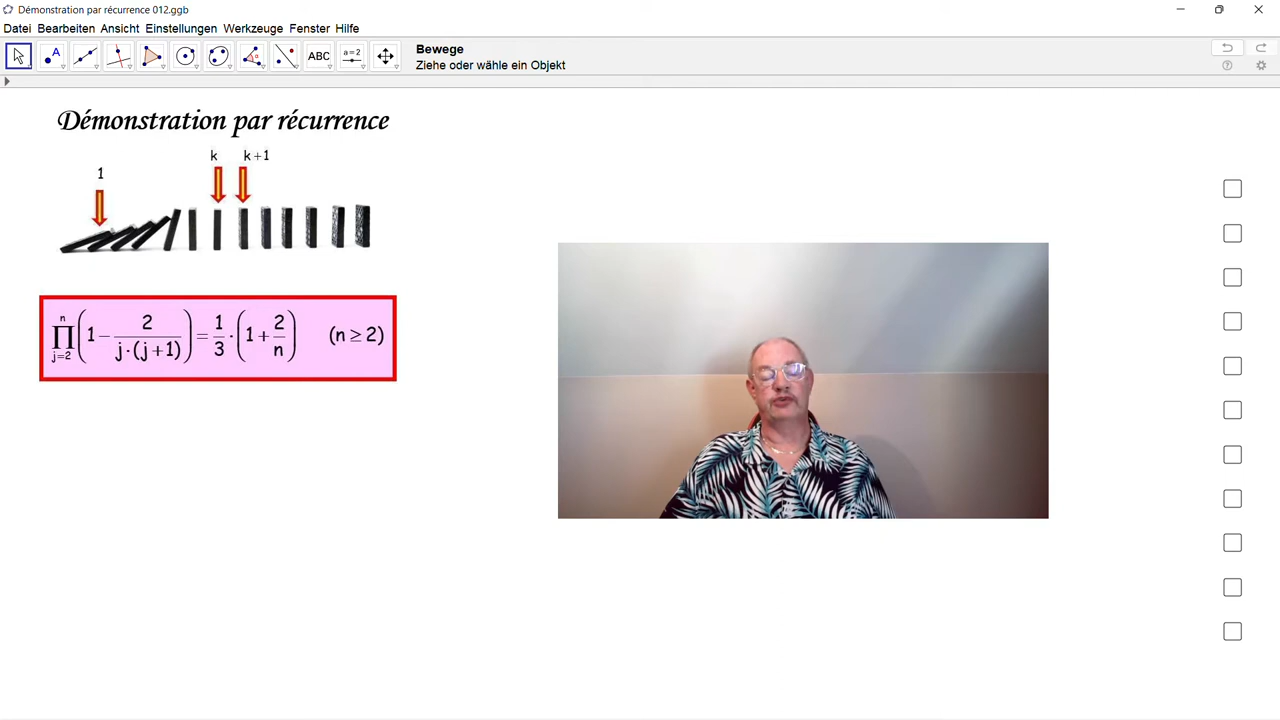 Démonstration par récurrence 012.ggb
Datei Bearbeiten Ansicht Einstellungen Werkzeuge Fenster Hilfe
A
ABC
a=2
Bewege
Ziehe oder wähle ein Objekt
Démonstration par récurrence
k k+1
1
n
∏ (1 − 2/(j·(j+1))) = 1/3 · (1 + 2/n) (n ≥ 2)
j=2